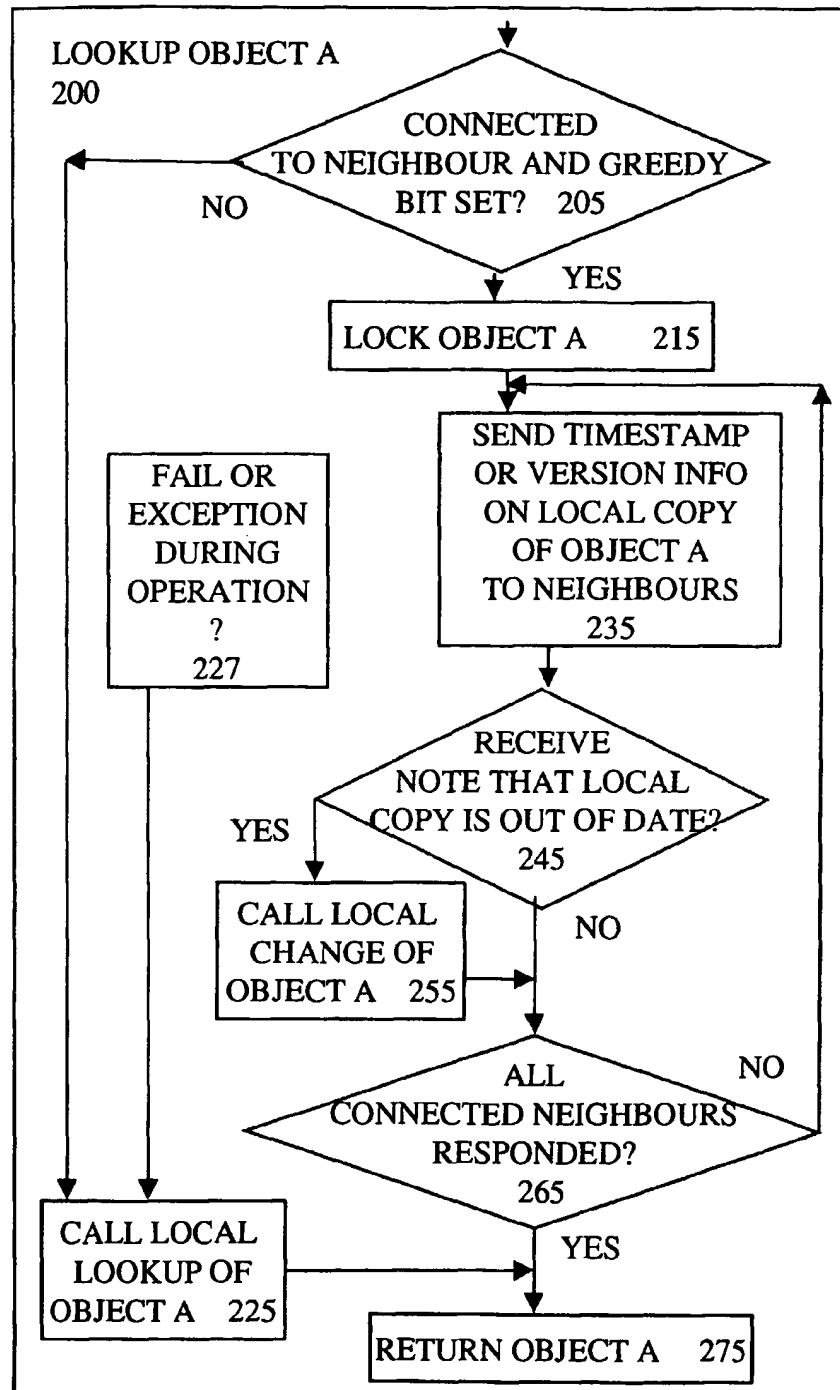 LOOKUP OBJECT A
200
CONNECTED
TO NEIGHBOUR AND GREEDY
BIT SET? 205
NO
YES
LOCK OBJECT A 215
SEND TIMESTAMP
OR VERSION INFO
ON LOCAL COPY
OF OBJECT A
TO NEIGHBOURS
235
FAIL OR
EXCEPTION
DURING
OPERATION
?
227
RECEIVE
NOTE THAT LOCAL
COPY IS OUT OF DATE?
245
YES
NO
CALL LOCAL
CHANGE OF
OBJECT A 255
ALL
CONNECTED NEIGHBOURS
RESPONDED?
265
NO
YES
CALL LOCAL
LOOKUP OF
OBJECT A 225
RETURN OBJECT A 275